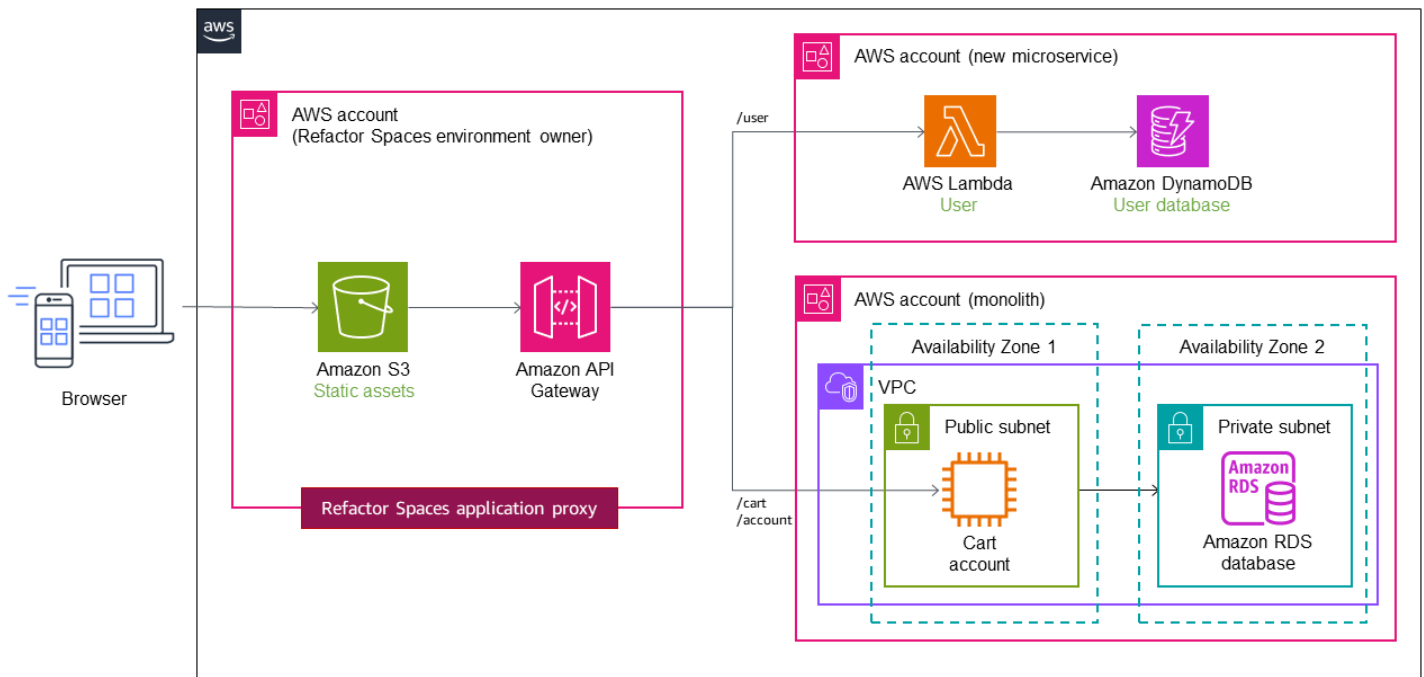 aws
AWS account (new microservice)
AWS account
(Refactor Spaces environment owner)
/user
AWS Lambda
User
Amazon DynamoDB
User database
AWS account (monolith)
Availability Zone 1
Availability Zone 2
Amazon S3
Static assets
Amazon API
Gateway
VPC
Browser
Public subnet
Private subnet
Amazon
RDS
Refactor Spaces application proxy
/cart
/account
Cart
account
Amazon RDS
database